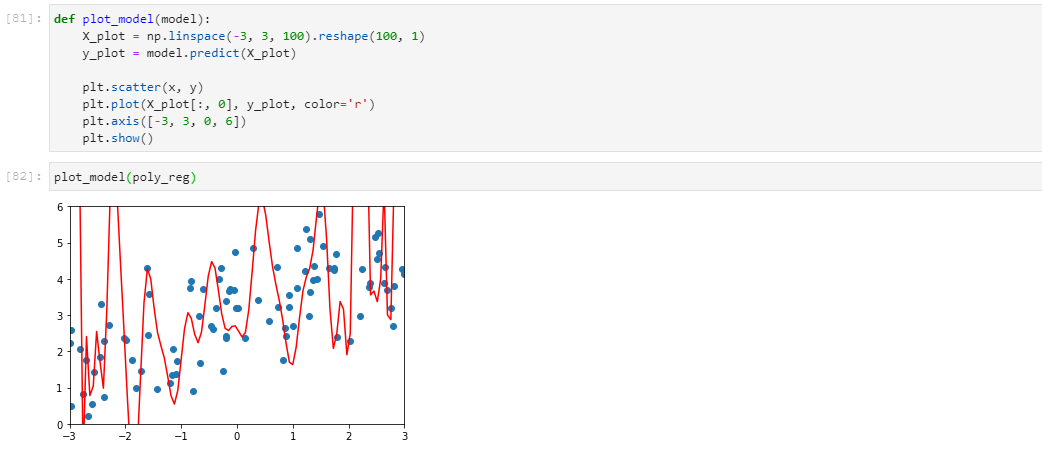 [81]: def plot_model(model):
X_plot = np.linspace(-3, 3, 100).reshape(100, 1)
y_plot = model.predict(X_plot)
plt.scatter(x, y)
plt.plot(X_plot[:, 0], y_plot, color='r')
plt.axis([-3, 3, 0, 6])
plt.show()
[82]: plot_model(poly_reg)
6
5
4
3
2
1
0
−3 −2 −1 0 1 2 3